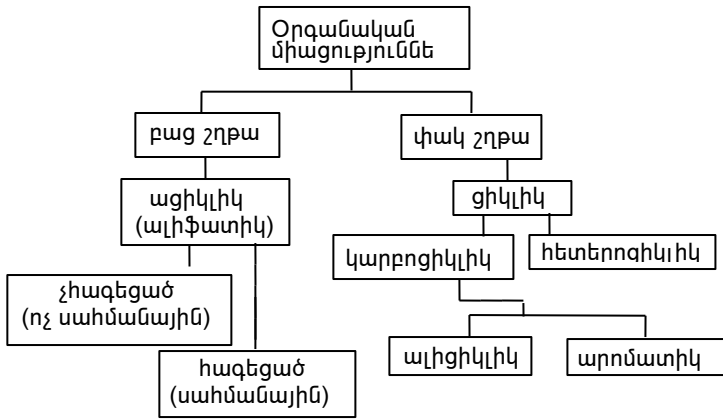 Օրգանական
միացություննե
բաց շղթա
փակ շղթա
ացիկլիկ
(ալիֆատիկ)
ցիկլիկ
կարբոցիկլիկ
հետերոցիկլիկ
չհագեցած
(ոչ սահմանային)
հագեցած
(սահմանային)
ալիցիկլիկ
արոմատիկ